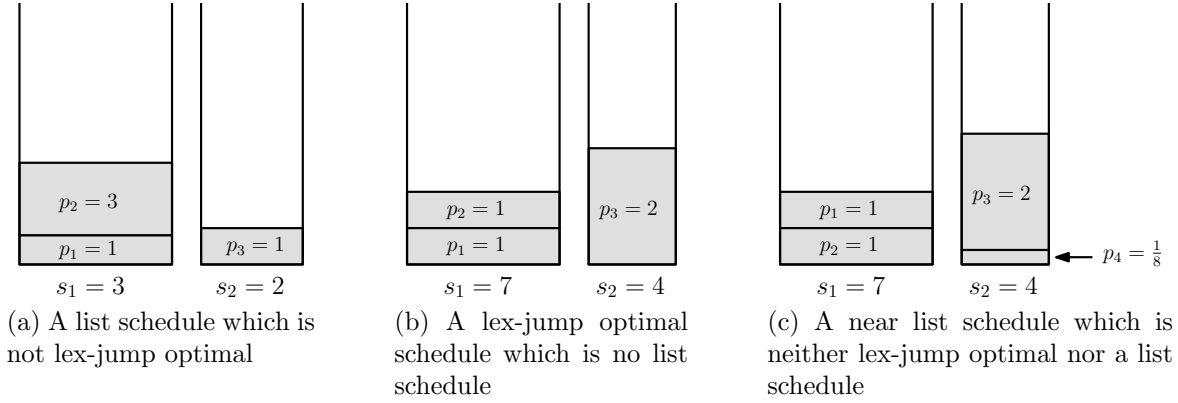 p₂ = 3
p₁ = 1
p₃ = 1
s₁ = 3
s₂ = 2
(a) A list schedule which is
not lex-jump optimal
p₂ = 1
p₁ = 1
p₃ = 2
s₁ = 7
s₂ = 4
(b) A lex-jump optimal
schedule which is no list
schedule
p₁ = 1
p₂ = 1
p₃ = 2
p₄ = 1/8
s₁ = 7
s₂ = 4
(c) A near list schedule which is
neither lex-jump optimal nor a list
schedule